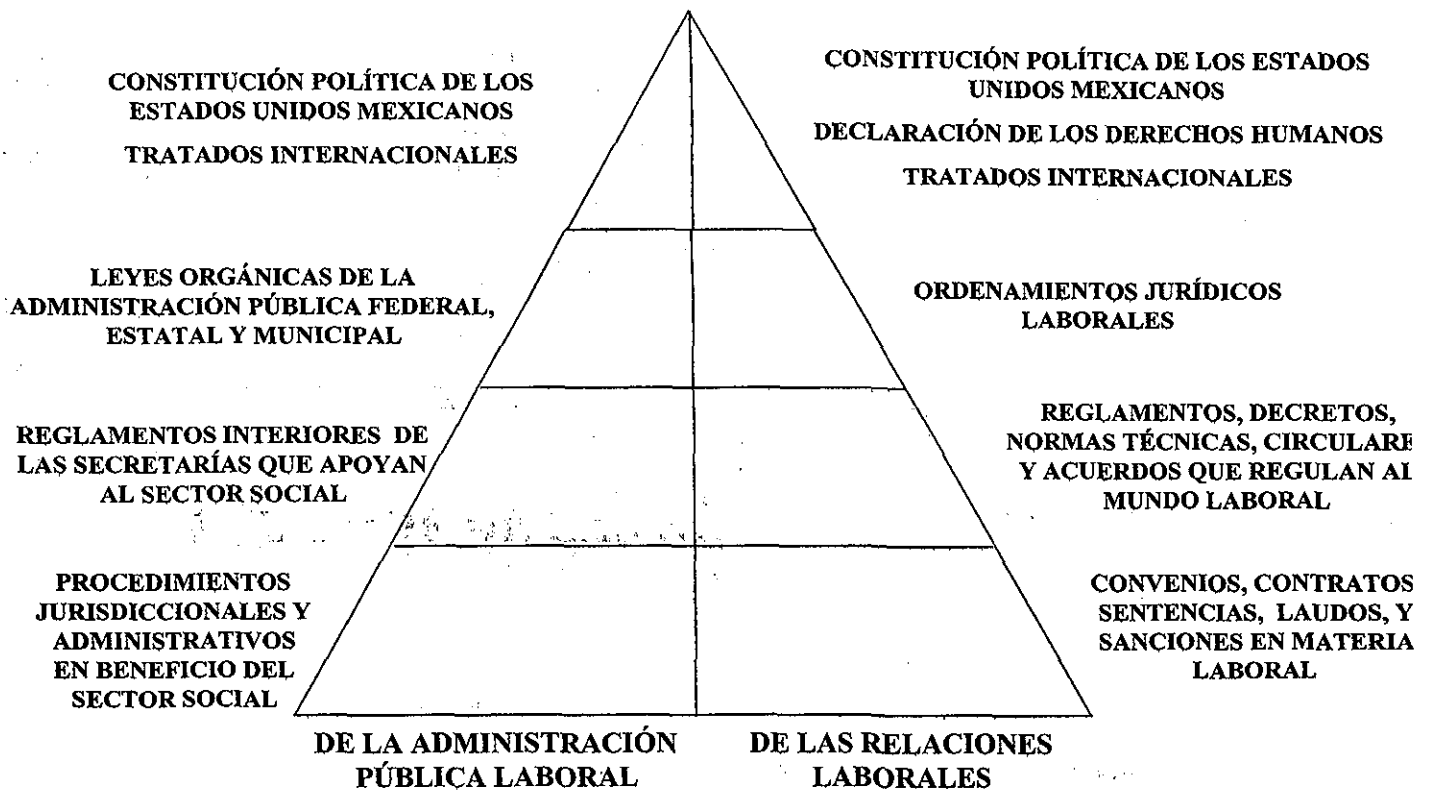 CONSTITUCIÓN POLÍTICA DE LOS
ESTADOS UNIDOS MEXICANOS
TRATADOS INTERNACIONALES
CONSTITUCIÓN POLÍTICA DE LOS ESTADOS
UNIDOS MEXICANOS
DECLARACIÓN DE LOS DERECHOS HUMANOS
TRATADOS INTERNACIONALES
LEYES ORGÁNICAS DE LA
ADMINISTRACIÓN PÚBLICA FEDERAL,
ESTATAL Y MUNICIPAL
ORDENAMIENTOS JURÍDICOS
LABORALES
REGLAMENTOS INTERIORES DE
LAS SECRETARÍAS QUE APOYAN
AL SECTOR SOCIAL
REGLAMENTOS, DECRETOS,
NORMAS TÉCNICAS, CIRCULARE
Y ACUERDOS QUE REGULAN AL
MUNDO LABORAL
PROCEDIMIENTOS
JURISDICCIONALES Y
ADMINISTRATIVOS
EN BENEFICIO DEL
SECTOR SOCIAL
CONVENIOS, CONTRATOS
SENTENCIAS, LAUDOS, Y
SANCIONES EN MATERIA
LABORAL
DE LA ADMINISTRACIÓN
PÚBLICA LABORAL
DE LAS RELACIONES
LABORALES